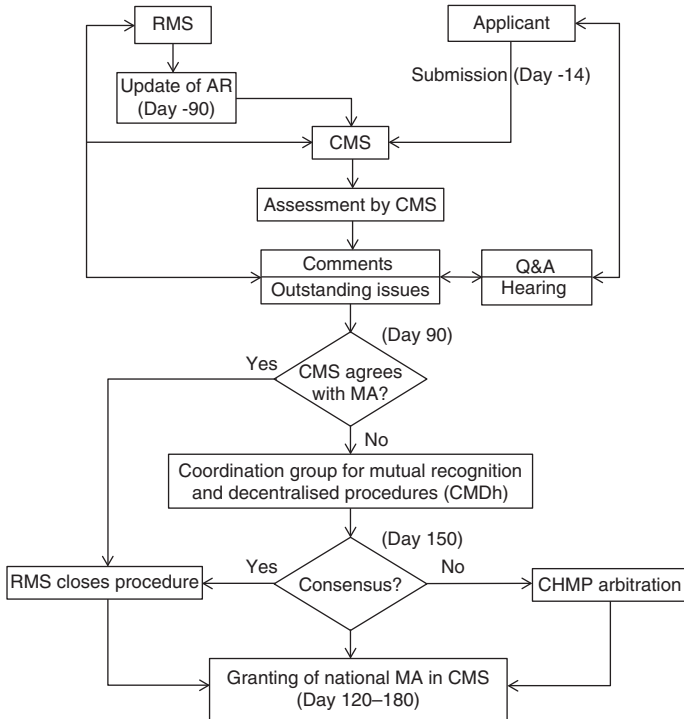 RMS
Applicant
Update of AR
(Day -90)
Submission (Day -14)
CMS
Assessment by CMS
Comments
Outstanding issues
Q&A
Hearing
(Day 90)
Yes
CMS agrees
with MA?
No
Coordination group for mutual recognition
and decentralised procedures (CMDh)
(Day 150)
RMS closes procedure
Yes
Consensus?
No
CHMP arbitration
Granting of national MA in CMS
(Day 120–180)